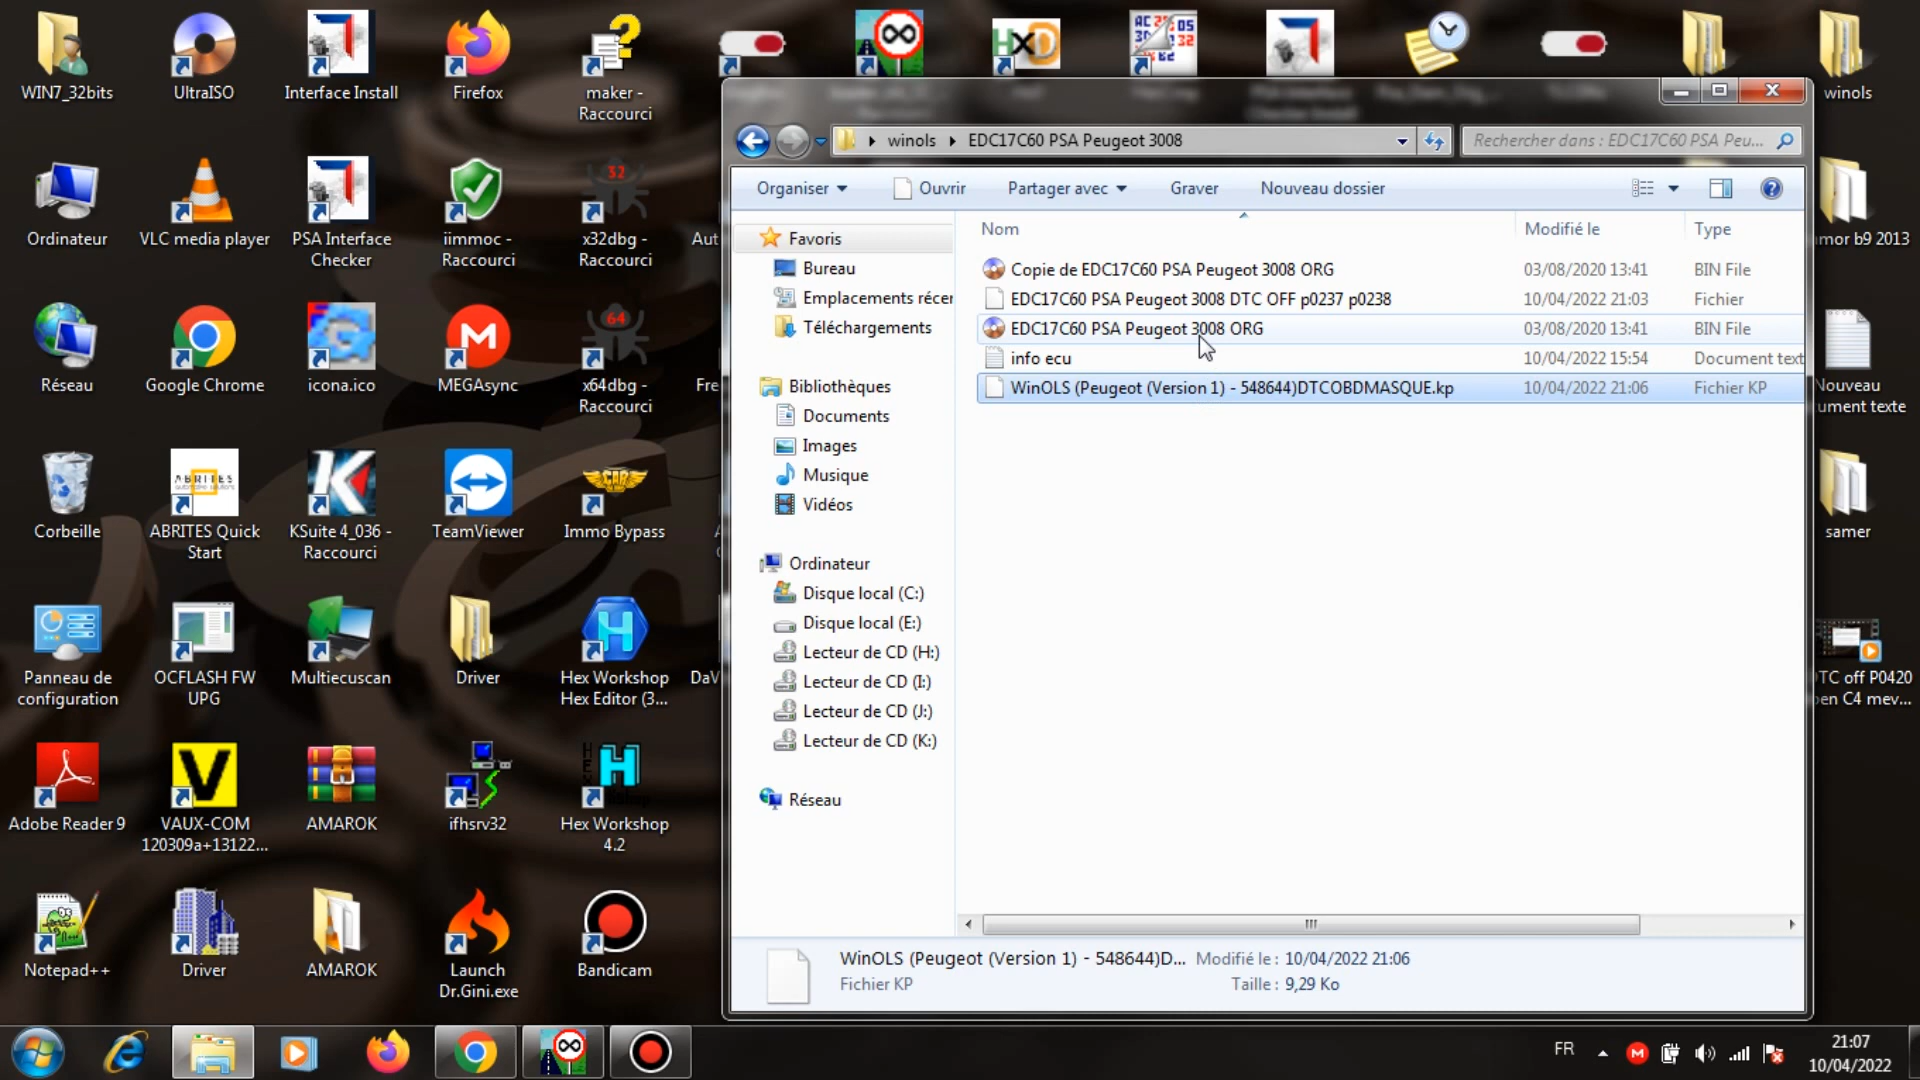 WIN7_32bits
UltraISO
Interface Install
Firefox
maker -
Raccourci
winols
Ordinateur
VLC media player
PSA Interface
Checker
iimmoc -
Raccourci
32
x32dbg -
Raccourci
Aut
Réseau
Google Chrome
icona.ico
MEGAsync
64
x64dbg -
Raccourci
Fre
Corbeille
ABRITES
ABRITES Quick
Start
KSuite 4_036 -
Raccourci
TeamViewer
Immo Bypass
Panneau de
configuration
OCFLASH FW
UPG
Multiecuscan
Driver
Hex Workshop
Hex Editor (3...
DaV
Adobe Reader 9
VAUX-COM
120309a+13122...
AMAROK
ifhsrv32
Hex Workshop
4.2
Notepad++
Driver
AMAROK
Launch
Dr.Gini.exe
Bandicam
winols
EDC17C60 PSA Peugeot 3008
Rechercher dans : EDC17C60 PSA Peu...
Organiser
Ouvrir
Partager avec
Graver
Nouveau dossier
Favoris
Bureau
Emplacements récen
Téléchargements
Bibliothèques
Documents
Images
Musique
Vidéos
Ordinateur
Disque local (C:)
Disque local (E:)
Lecteur de CD (H:)
Lecteur de CD (I:)
Lecteur de CD (J:)
Lecteur de CD (K:)
Réseau
Nom
Modifié le
Type
Copie de EDC17C60 PSA Peugeot 3008 ORG 03/08/2020 13:41 BIN File
EDC17C60 PSA Peugeot 3008 DTC OFF p0237 p0238 10/04/2022 21:03 Fichier
EDC17C60 PSA Peugeot 3008 ORG 03/08/2020 13:41 BIN File
info ecu 10/04/2022 15:54 Document text
WinOLS (Peugeot (Version 1) - 548644)DTCOBDMASQUE.kp 10/04/2022 21:06 Fichier KP
WinOLS (Peugeot (Version 1) - 548644)D... Modifié le : 10/04/2022 21:06
Fichier KP Taille : 9,29 Ko
mor b9 2013
Nouveau
ument texte
samer
TC off P0420
en C4 mev...
FR
21:07
10/04/2022